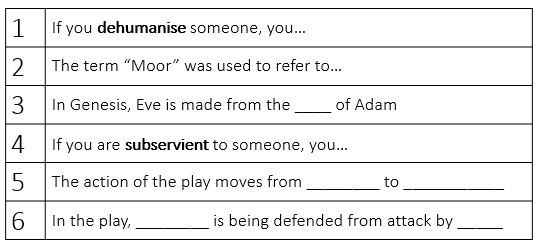 1 If you dehumanise someone, you...
2 The term “Moor” was used to refer to...
3 In Genesis, Eve is made from the ____ of Adam
4 If you are subservient to someone, you...
5 The action of the play moves from ________ to ___________
6 In the play, ________ is being defended from attack by _____